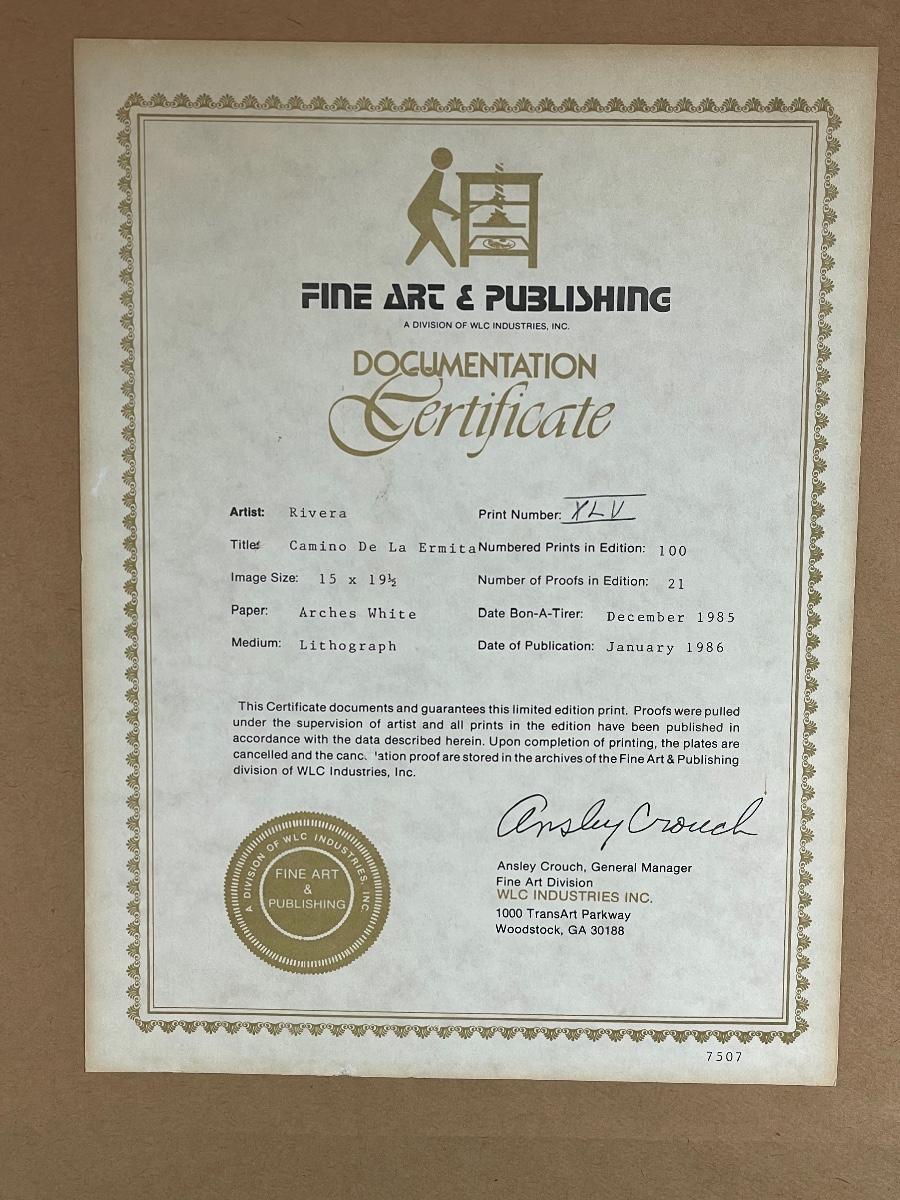 FINE ART & PUBLISHING
A DIVISION OF WLC INDUSTRIES, INC.
DOCUMENTATION
Certificate
Artist: Rivera
Print Number: XLV
Title: Camino De La Ermita
Numbered Prints in Edition: 100
Image Size: 15 x 19½
Number of Proofs in Edition: 21
Paper: Arches White
Date Bon-A-Tirer: December 1985
Medium: Lithograph
Date of Publication: January 1986
This Certificate documents and guarantees this limited edition print. Proofs were pulled
under the supervision of artist and all prints in the edition have been published in
accordance with the data described herein. Upon completion of printing, the plates are
cancelled and the proof are stored in the archives of the Fine Art & Publishing
division of WLC Industries, Inc.
Ansley Crouch
A DIVISION OF WLC INDUSTRIES, INC.
FINE ART
&
PUBLISHING
Ansley Crouch, General Manager
Fine Art Division
WLC INDUSTRIES INC.
1000 TransArt Parkway
Woodstock, GA 30188
7507